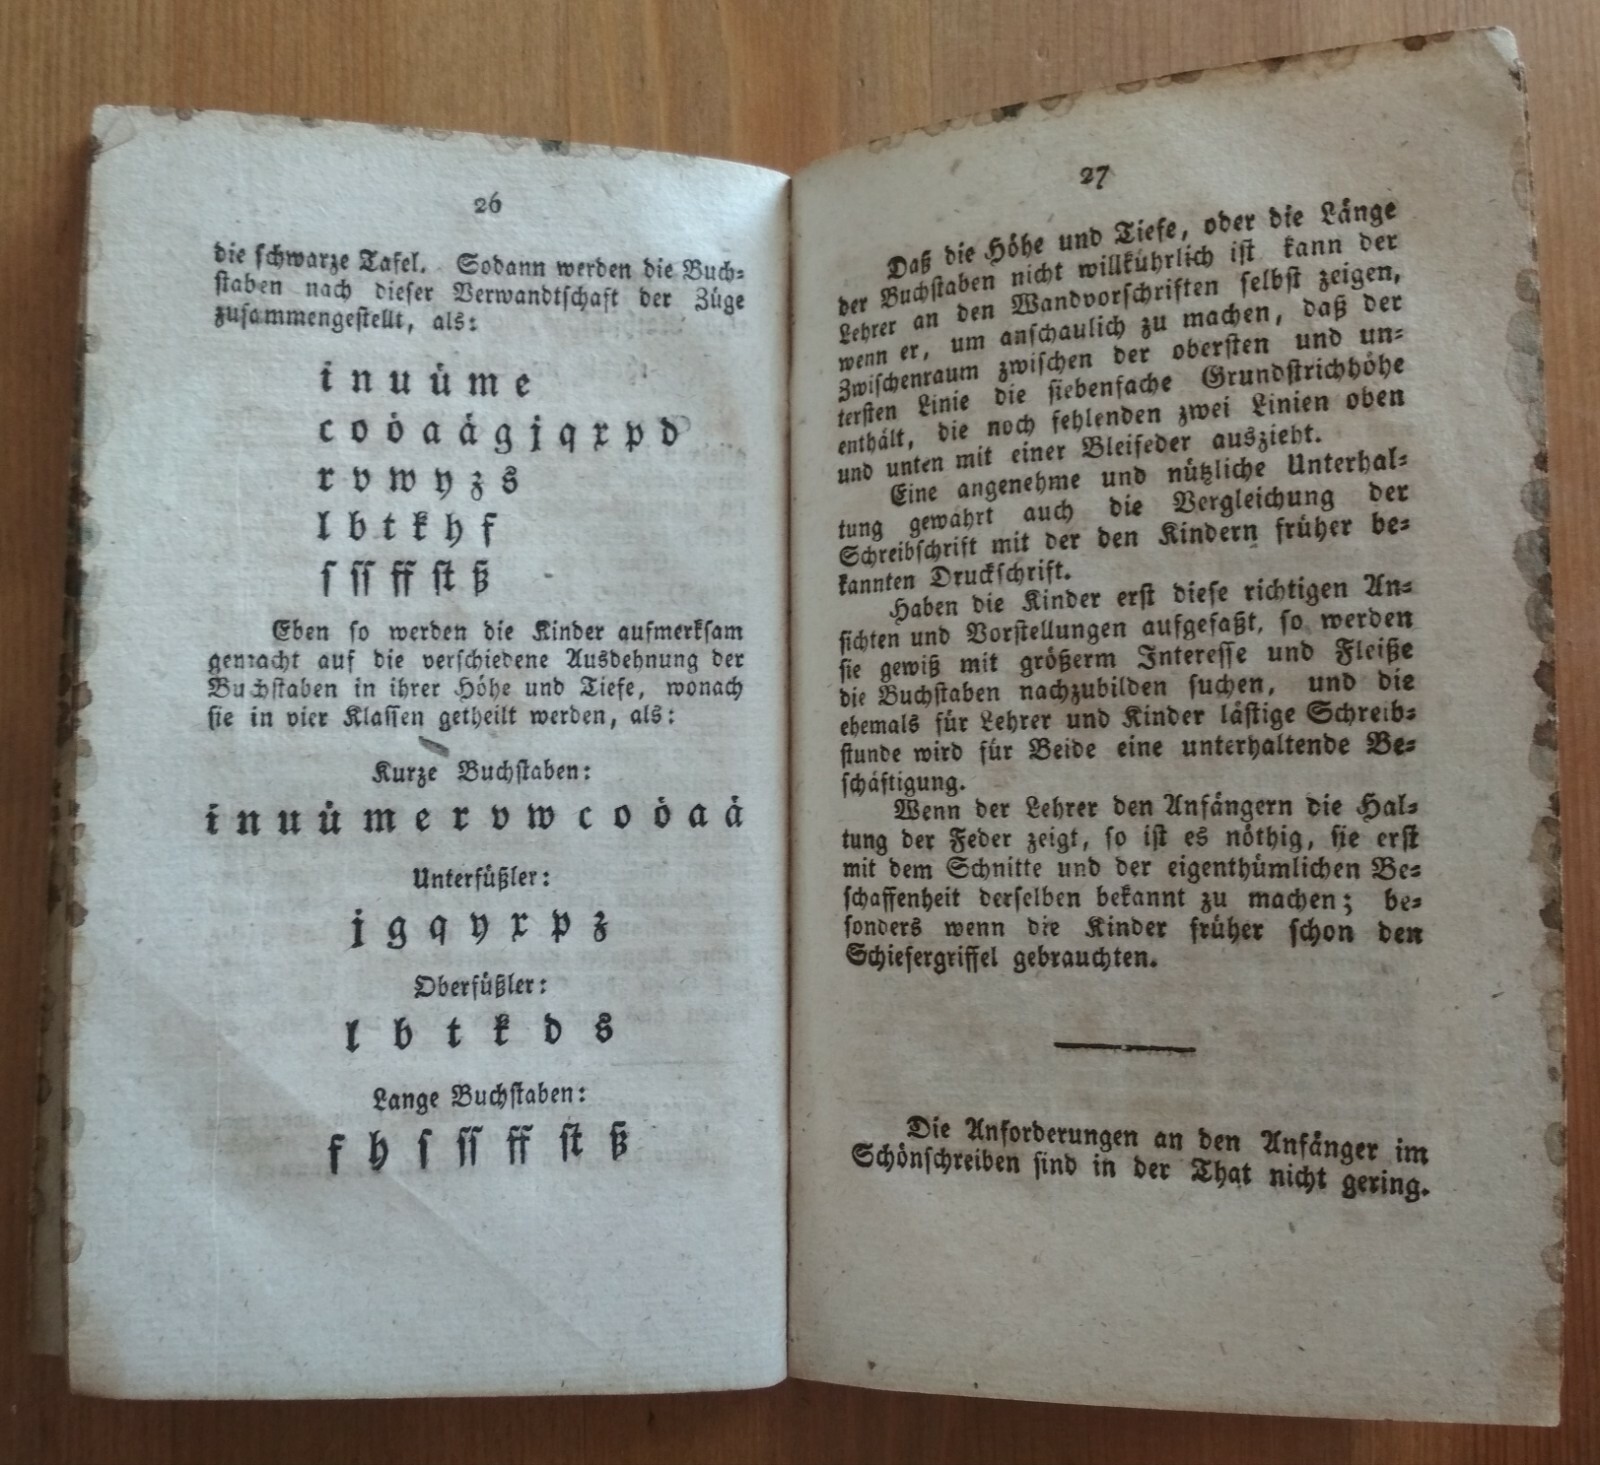 26
die ſchwarze Tafel. Sodann werden die Buch⸗
ſtaben nach dieſer Verwandtſchaft der Züge
zuſammengeſtellt, als:
i n u ü m e
c o ö a ä g j q x p d
r v w y z s
l b t k h f
ſ ſſ ff ſt ß
Eben ſo werden die Kinder aufmerkſam
gemacht auf die verſchiedene Ausdehnung der
Buchſtaben in ihrer Höhe und Tiefe, wonach
ſie in vier Klaſſen getheilt werden, als:
Kurze Buchſtaben:
i n u ü m e r v w c o ö a ä
Unterfüßler:
j g q y x p z
Oberfüßler:
l b t k d s
Lange Buchſtaben:
f h ſ ſſ ff ſt ß
27
Daß die Höhe und Tiefe, oder die Länge
der Buchſtaben nicht willkührlich iſt kann der
Lehrer an den Wandvorſchriften ſelbſt zeigen,
wenn er, um anſchaulich zu machen, daß der
Zwiſchenraum zwiſchen der oberſten und un⸗
terſten Linie die ſiebenfache Grundſtrichhöhe
enthält, die noch fehlenden zwei Linien oben
und unten mit einer Bleifeder auszieht.
Eine angenehme und nützliche Unterhal⸗
tung gewährt auch die Vergleichung der
Schreibſchrift mit der den Kindern früher be⸗
kannten Druckſchrift.
Haben die Kinder erſt dieſe richtigen An⸗
ſichten und Vorſtellungen aufgefaßt, ſo werden
ſie gewiß mit größerm Intereſſe und Fleiße
die Buchſtaben nachzubilden ſuchen, und die
ehemals für Lehrer und Kinder läſtige Schreib⸗
ſtunde wird für Beide eine unterhaltende Be⸗
ſchäftigung.
Wenn der Lehrer den Anfängern die Hal⸗
tung der Feder zeigt, ſo iſt es nöthig, ſie erſt
mit dem Schnitte und der eigenthümlichen Be⸗
ſchaffenheit derſelben bekannt zu machen; be⸗
ſonders wenn die Kinder früher ſchon den
Schiefergriffel gebrauchten.
Die Anforderungen an den Anfänger im
Schönſchreiben ſind in der That nicht gering.